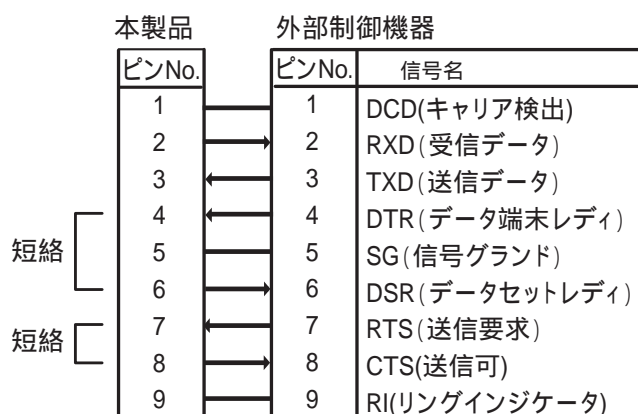 本製品 外部制御機器
ピンNo. ピンNo. 信号名
1 1 DCD(キャリア検出)
2 2 RXD(受信データ)
3 3 TXD(送信データ)
4 4 DTR(データ端末レディ)
短絡 5 5 SG(信号グランド)
6 6 DSR(データセットレディ)
7 7 RTS(送信要求)
短絡
8 8 CTS(送信可)
9 9 RI(リングインジケータ)